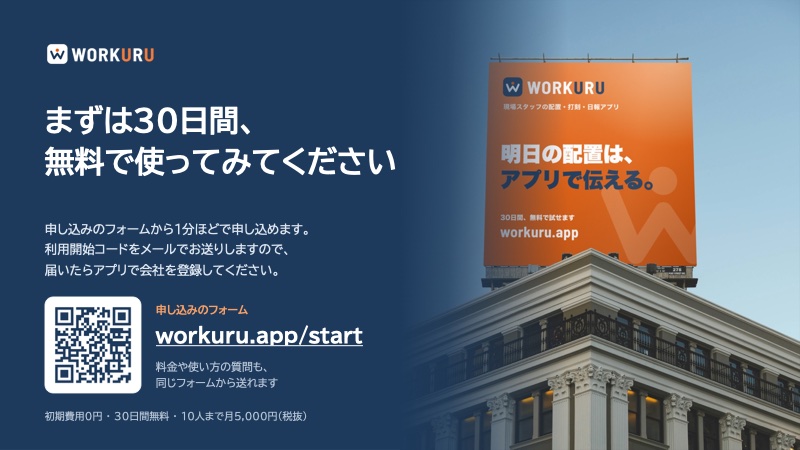 WORKURU
まずは30日間、
無料で使ってみてください
申し込みのフォームから1分ほどで申し込めます。
利用開始コードをメールでお送りしますので、
届いたらアプリで会社を登録してください。
申し込みのフォーム
workuru.app/start
料金や使い方の質問も、
同じフォームから送れます
初期費用0円・30日間無料・10人まで月5,000円(税抜)
WORKURU
現場スタッフの配置・打刻・日報アプリ
明日の配置は、
アプリで伝える。
30日間、無料で試せます
workuru.app